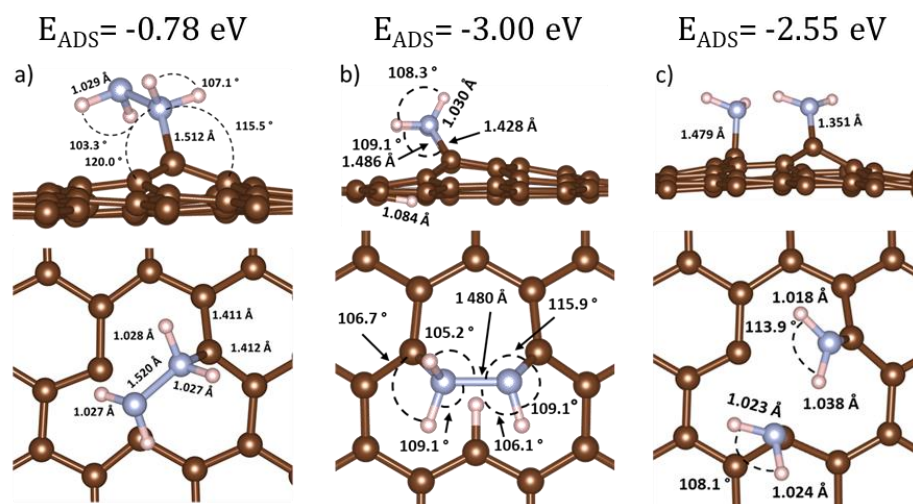 E_ADS= -0.78 eV
E_ADS= -3.00 eV
E_ADS= -2.55 eV
a)
1.029 Å
107.1 °
103.3 °
120.0 °
1.512 Å
115.5 °
b)
108.3 °
1.030 Å
1.428 Å
109.1 °
1.486 Å
1.084 Å
c)
1.479 Å
1.351 Å
1.411 Å
1.028 Å
1.412 Å
1.520 Å
1.027 Å
1.027 Å
1 480 Å
115.9 °
106.7 °
105.2 °
109.1 °
109.1 °
106.1 °
1.018 Å
113.9 °
1.038 Å
1.023 Å
108.1 °
1.024 Å